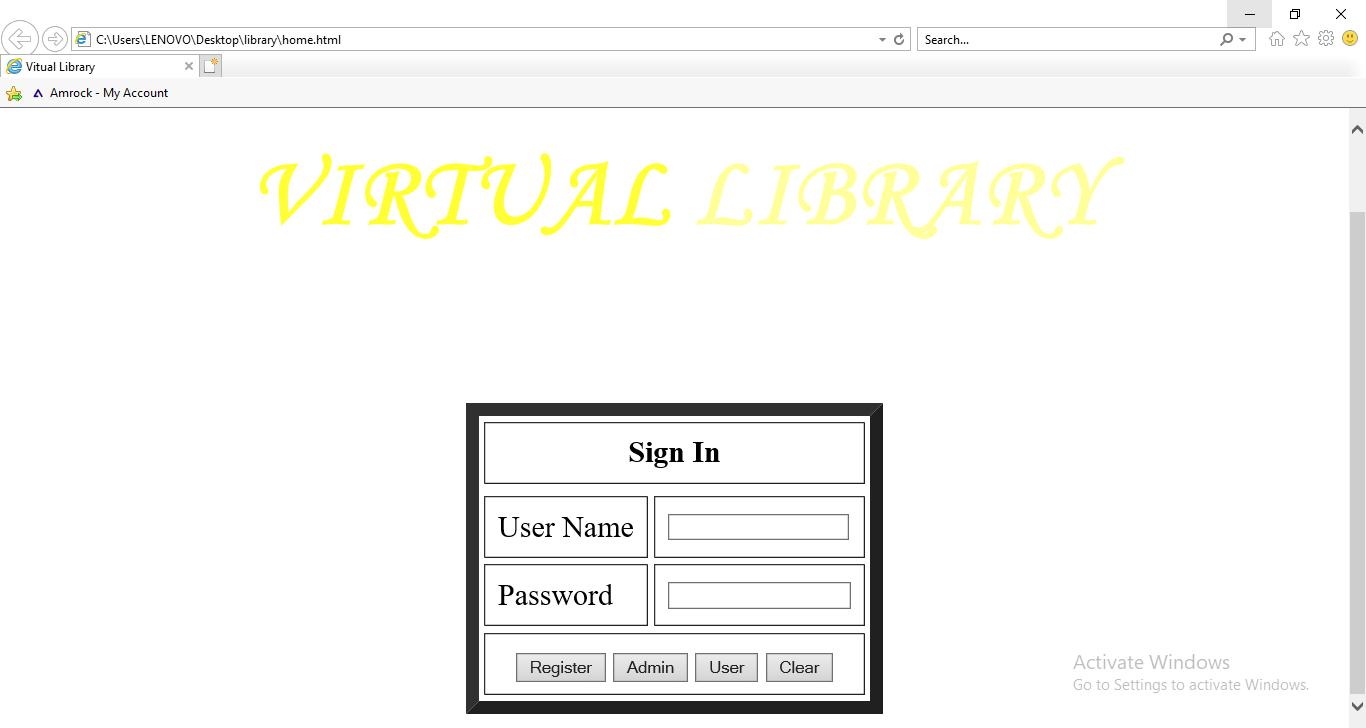 C:\Users\LENOVO\Desktop\library\home.html
Search...
Vitual Library
Amrock - My Account
VIRTUAL LIBRARY
Sign In
User Name
Password
Register Admin User Clear
Activate Windows
Go to Settings to activate Windows.